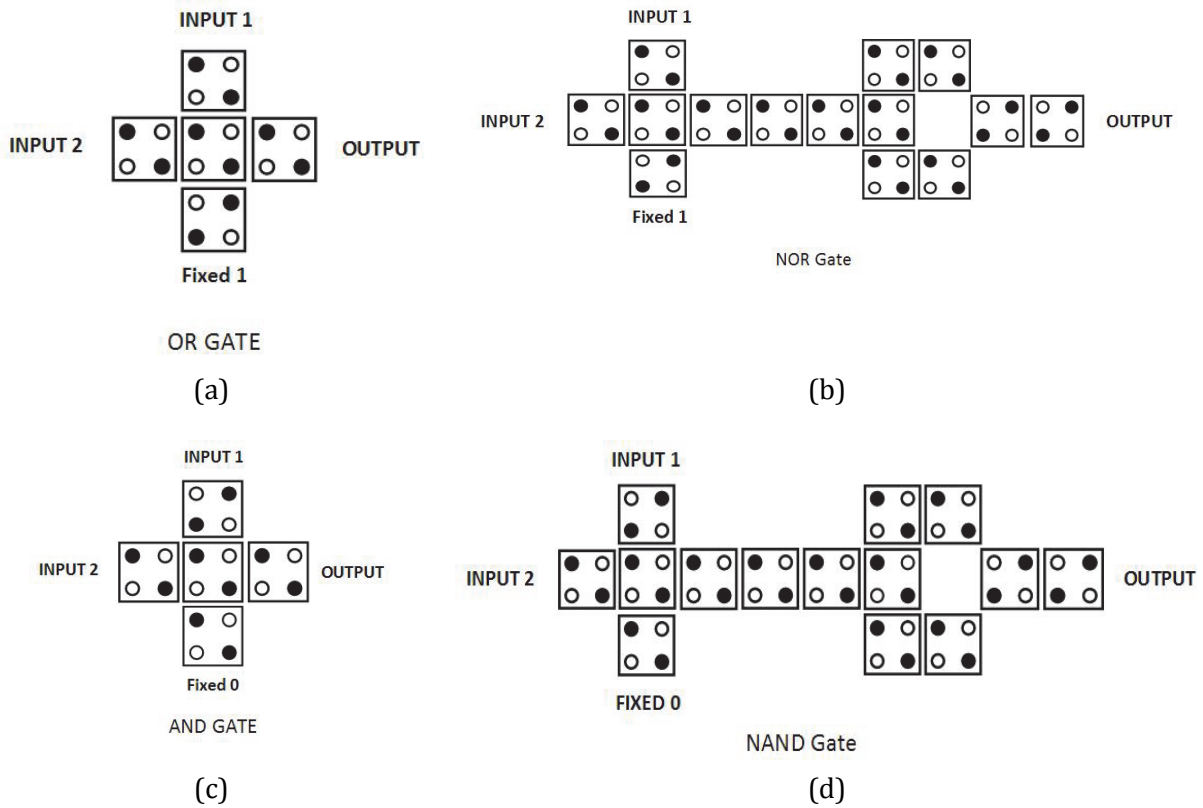 INPUT 1
INPUT 2
OUTPUT
Fixed 1
OR GATE
(a)
INPUT 1
INPUT 2
OUTPUT
Fixed 1
NOR Gate
(b)
INPUT 1
INPUT 2
OUTPUT
Fixed 0
AND GATE
(c)
INPUT 1
INPUT 2
OUTPUT
FIXED 0
NAND Gate
(d)